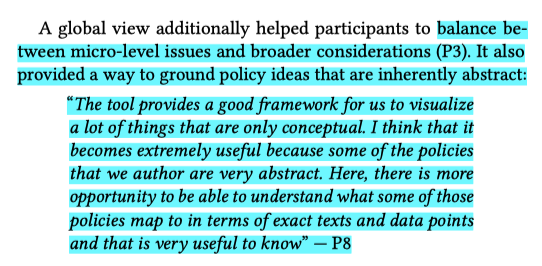 A global view additionally helped participants to balance be-
tween micro-level issues and broader considerations (P3). It also
provided a way to ground policy ideas that are inherently abstract:
“The tool provides a good framework for us to visualize
a lot of things that are only conceptual. I think that it
becomes extremely useful because some of the policies
that we author are very abstract. Here, there is more
opportunity to be able to understand what some of those
policies map to in terms of exact texts and data points
and that is very useful to know” — P8